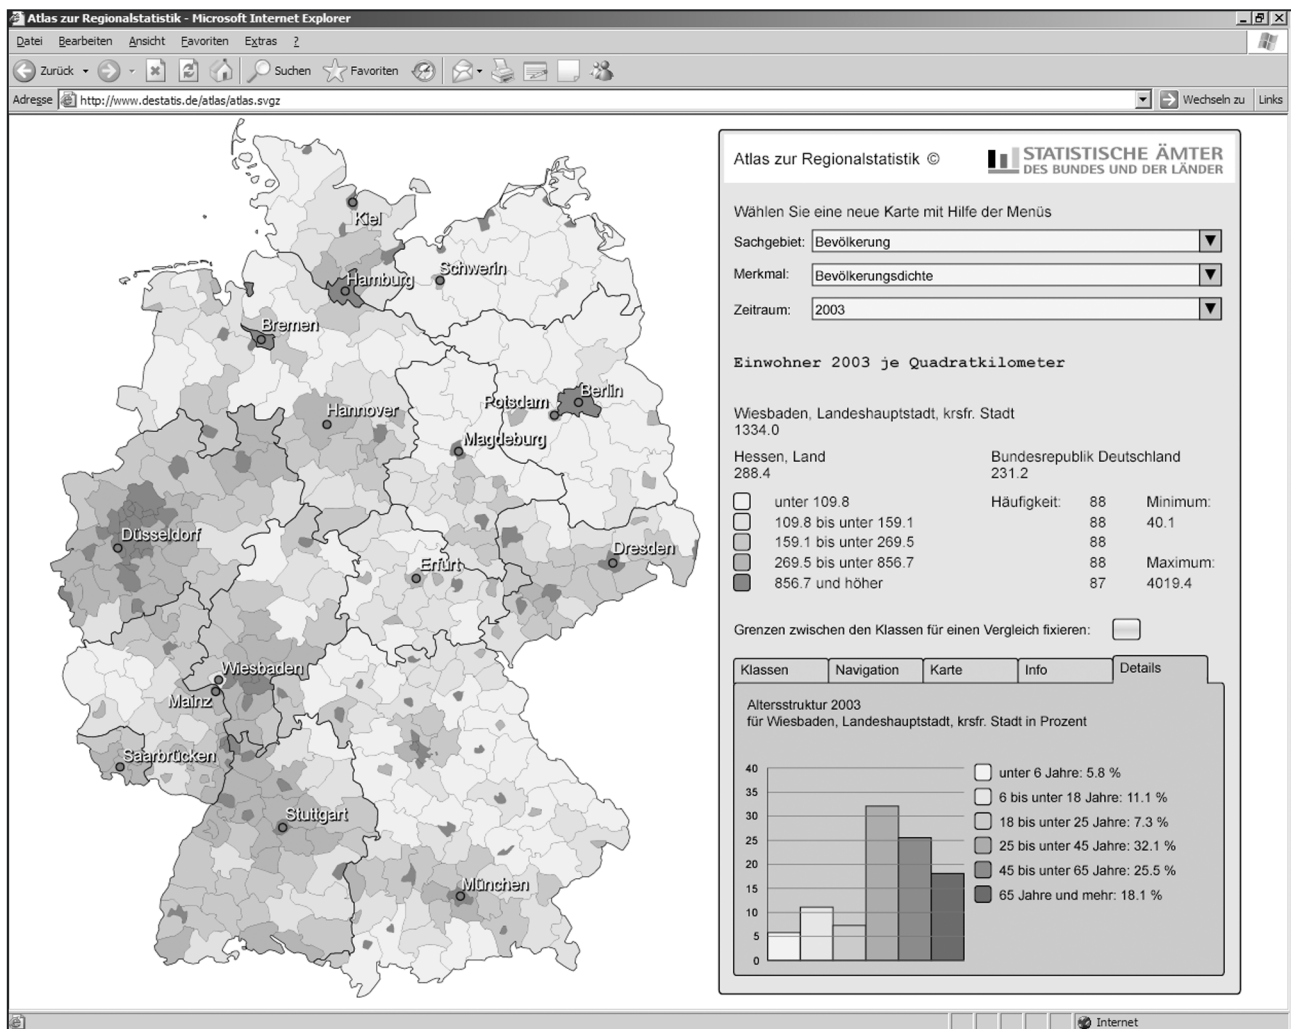 Atlas zur Regionalstatistik - Microsoft Internet Explorer
Datei Bearbeiten Ansicht Favoriten Extras ?
Zurück Suchen Favoriten
Adresse http://www.destatis.de/atlas/atlas.svgz Wechseln zu Links
Kiel
Schwerin
Hamburg
Bremen
Berlin
Potsdam
Hannover
Magdeburg
Düsseldorf
Dresden
Erfurt
Wiesbaden
Mainz
Saarbrücken
Stuttgart
München
Atlas zur Regionalstatistik ©
STATISTISCHE ÄMTER
DES BUNDES UND DER LÄNDER
Wählen Sie eine neue Karte mit Hilfe der Menüs
Sachgebiet: Bevölkerung
Merkmal: Bevölkerungsdichte
Zeitraum: 2003
Einwohner 2003 je Quadratkilometer
Wiesbaden, Landeshauptstadt, krsfr. Stadt
1334.0
Hessen, Land Bundesrepublik Deutschland
288.4 231.2
unter 109.8 Häufigkeit: 88 Minimum:
109.8 bis unter 159.1 88 40.1
159.1 bis unter 269.5 88
269.5 bis unter 856.7 88 Maximum:
856.7 und höher 87 4019.4
Grenzen zwischen den Klassen für einen Vergleich fixieren:
Klassen Navigation Karte Info Details
Altersstruktur 2003
für Wiesbaden, Landeshauptstadt, krsfr. Stadt in Prozent
40
35
30
25
20
15
10
5
0
unter 6 Jahre: 5.8 %
6 bis unter 18 Jahre: 11.1 %
18 bis unter 25 Jahre: 7.3 %
25 bis unter 45 Jahre: 32.1 %
45 bis unter 65 Jahre: 25.5 %
65 Jahre und mehr: 18.1 %
Internet